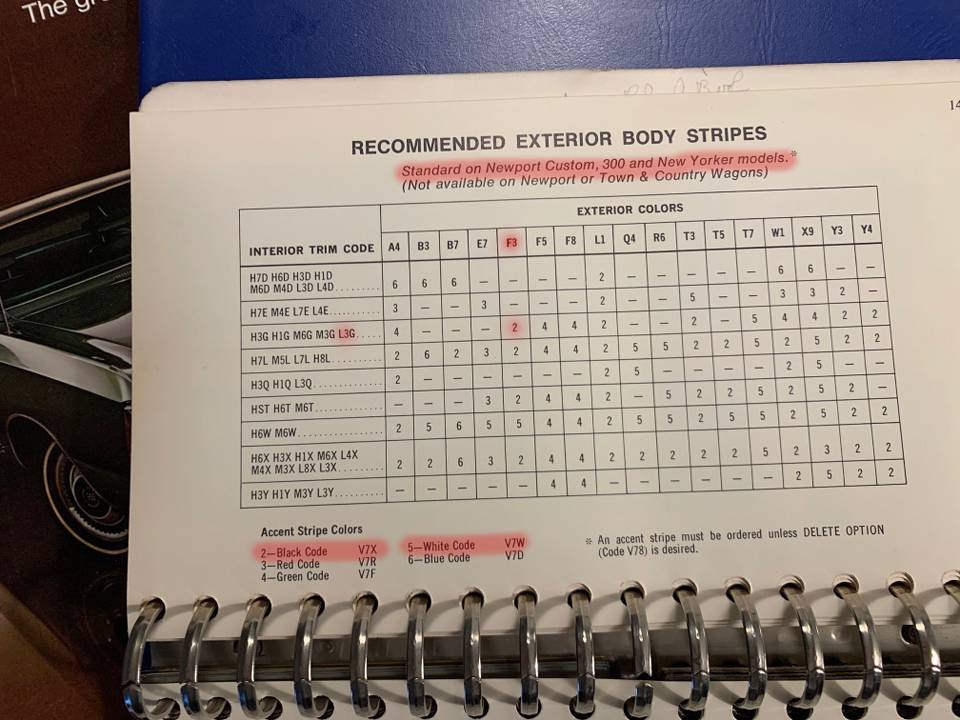 The gr
14
RECOMMENDED EXTERIOR BODY STRIPES
Standard on Newport Custom, 300 and New Yorker models.*
(Not available on Newport or Town & Country Wagons)
EXTERIOR COLORS
INTERIOR TRIM CODE A4 B3 B7 E7 F3 F5 F8 L1 Q4 R6 T3 T5 T7 W1 X9 Y3 Y4
H7D H6D H3D H1D
M6D M4D L3D L4D......... 6 6 6 — — — — 2 — — — — — 6 6 — —
H7E M4E L7E L4E.......... 3 — — 3 — — — 2 — — 5 — — 3 3 2 —
H3G H1G M6G M3G L3G..... 4 — — — 2 4 4 2 — — 2 — 5 4 4 2 2
H7L M5L L7L H8L.......... 2 6 2 3 2 4 4 2 5 5 2 2 5 2 5 2 2
H3Q H1Q L3Q............. 2 — — — — — — 2 5 — — — — 2 5 — —
HST H6T M6T............. — — — 3 2 4 4 2 — 5 2 2 5 2 5 2 —
H6W M6W................ 2 5 6 5 5 4 4 2 5 5 2 5 5 2 5 2 2
H6X H3X H1X M6X L4X
M4X M3X L8X L3X......... 2 2 6 3 2 4 4 2 2 2 2 2 5 2 3 2 2
H3Y H1Y M3Y L3Y.......... — — — — — 4 4 — — — — — — 2 5 2 2
Accent Stripe Colors
2—Black Code V7X
3—Red Code V7R
4—Green Code V7F
5—White Code V7W
6—Blue Code V7D
* An accent stripe must be ordered unless DELETE OPTION
(Code V78) is desired.